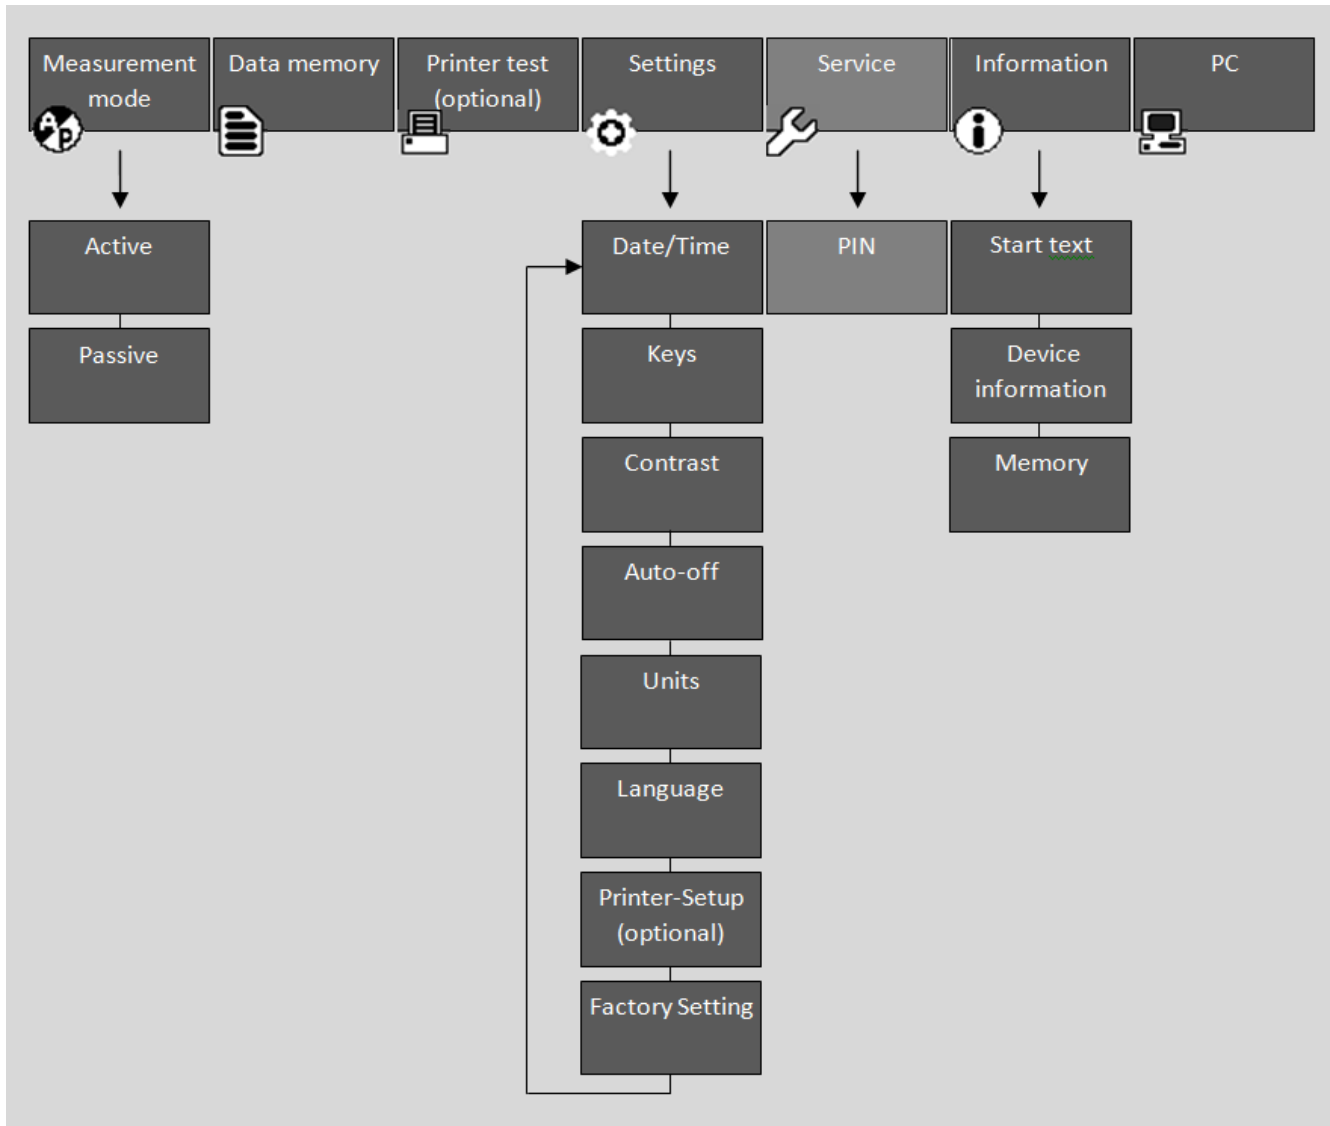 Measurement
mode
Data memory
Printer test
(optional)
Settings
Service
Information
PC
A
P
Active
Passive
Date/Time
Keys
Contrast
Auto-off
Units
Language
Printer-Setup
(optional)
Factory Setting
PIN
Start text
Device
information
Memory